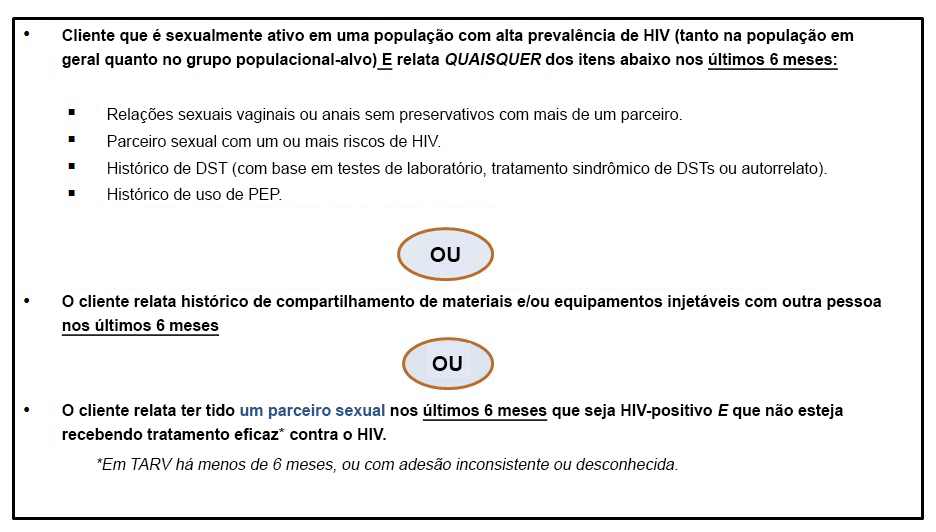 • Cliente que é sexualmente ativo em uma população com alta prevalência de HIV (tanto na população em
geral quanto no grupo populacional-alvo) E relata QUAISQUER dos itens abaixo nos últimos 6 meses:
▪ Relações sexuais vaginais ou anais sem preservativos com mais de um parceiro.
▪ Parceiro sexual com um ou mais riscos de HIV.
▪ Histórico de DST (com base em testes de laboratório, tratamento sindrômico de DSTs ou autorrelato).
▪ Histórico de uso de PEP.
OU
• O cliente relata histórico de compartilhamento de materiais e/ou equipamentos injetáveis com outra pessoa
nos últimos 6 meses
OU
• O cliente relata ter tido um parceiro sexual nos últimos 6 meses que seja HIV-positivo E que não esteja
recebendo tratamento eficaz* contra o HIV.
*Em TARV há menos de 6 meses, ou com adesão inconsistente ou desconhecida.